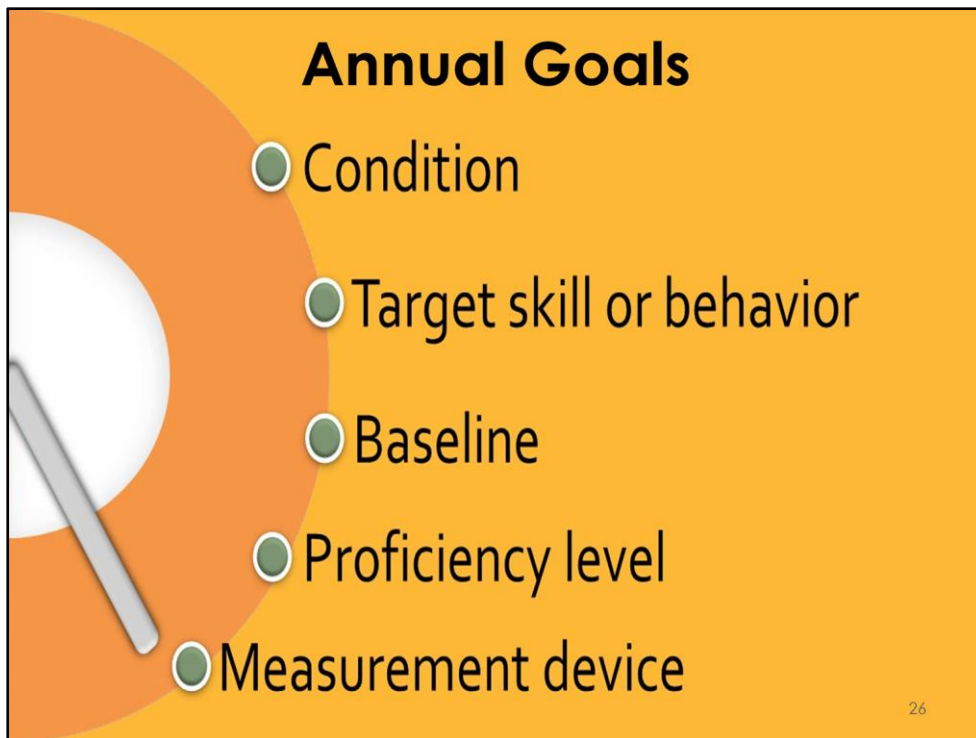 Annual Goals
Condition
Target skill or behavior
Baseline
Proficiency level
Measurement device
26